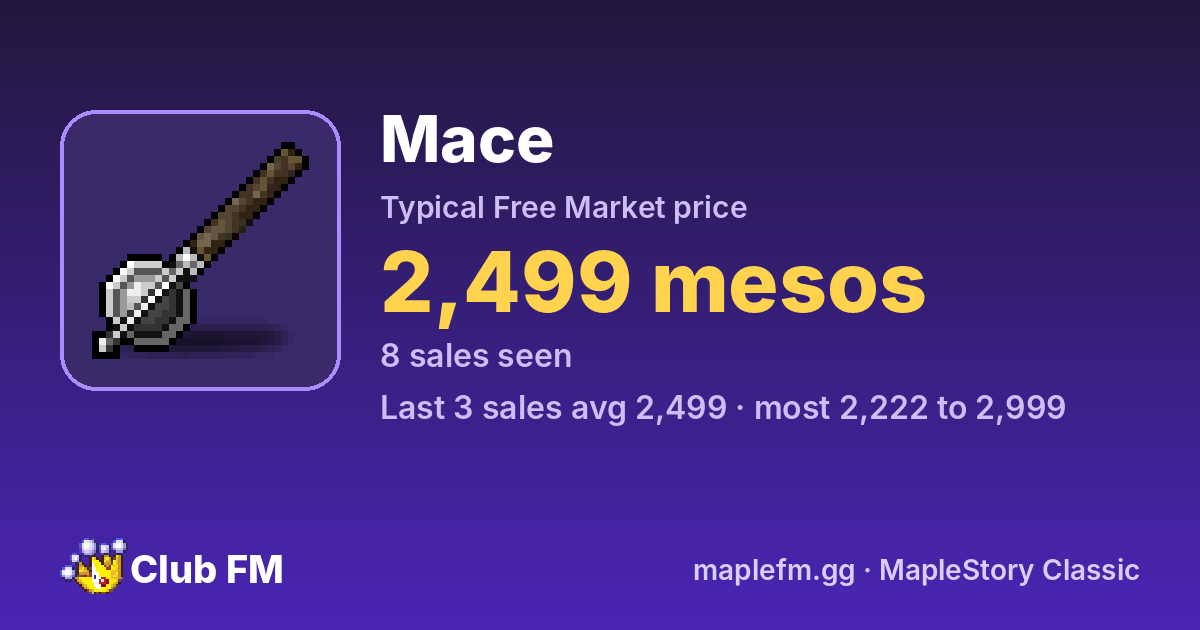 Mace
Typical Free Market price
2,499 mesos
8 sales seen
Last 3 sales avg 2,499 · most 2,222 to 2,999
Club FM
maplefm.gg · MapleStory Classic